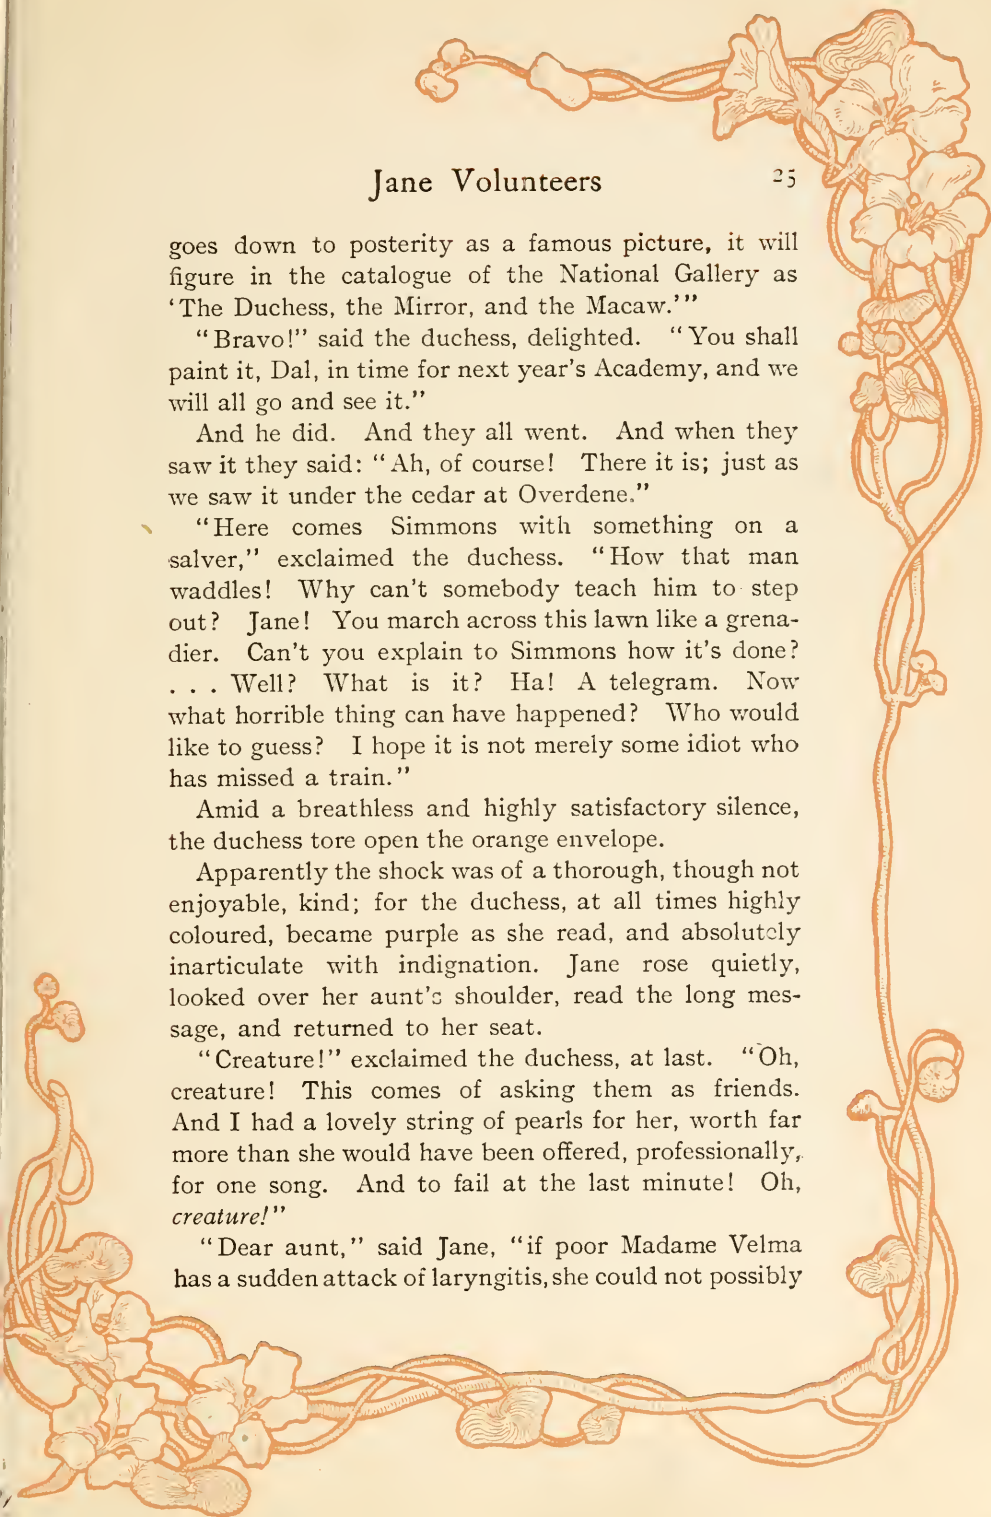 Jane Volunteers 25
goes down to posterity as a famous picture, it will
figure in the catalogue of the National Gallery as
‘The Duchess, the Mirror, and the Macaw.’”
“Bravo!” said the duchess, delighted. “You shall
paint it, Dal, in time for next year's Academy, and we
will all go and see it.”
And he did. And they all went. And when they
saw it they said: “Ah, of course! There it is; just as
we saw it under the cedar at Overdene.”
“Here comes Simmons with something on a
salver,” exclaimed the duchess. “How that man
waddles! Why can't somebody teach him to step
out? Jane! You march across this lawn like a grena-
dier. Can't you explain to Simmons how it's done?
. . . Well? What is it? Ha! A telegram. Now
what horrible thing can have happened? Who would
like to guess? I hope it is not merely some idiot who
has missed a train.”
Amid a breathless and highly satisfactory silence,
the duchess tore open the orange envelope.
Apparently the shock was of a thorough, though not
enjoyable, kind; for the duchess, at all times highly
coloured, became purple as she read, and absolutely
inarticulate with indignation. Jane rose quietly,
looked over her aunt's shoulder, read the long mes-
sage, and returned to her seat.
“Creature!” exclaimed the duchess, at last. “Oh,
creature! This comes of asking them as friends.
And I had a lovely string of pearls for her, worth far
more than she would have been offered, professionally,
for one song. And to fail at the last minute! Oh,
creature!”
“Dear aunt,” said Jane, “if poor Madame Velma
has a sudden attack of laryngitis, she could not possibly